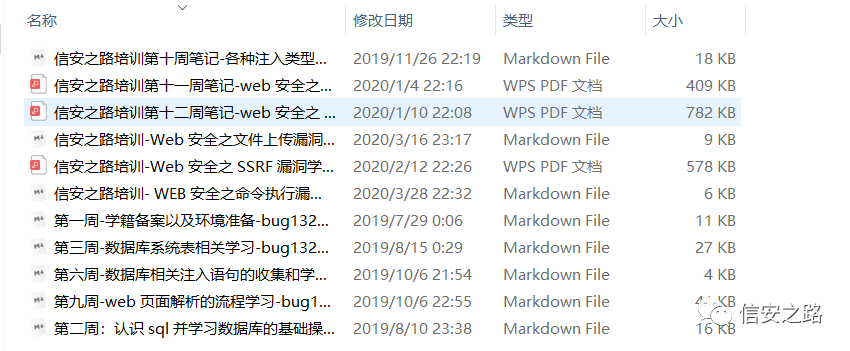 名称 修改日期 类型 大小
信安之路培训第十周笔记-各种注入类型... 2019/11/26 22:19 Markdown File 18 KB
信安之路培训第十一周笔记-web 安全之... 2020/1/4 22:16 WPS PDF 文档 409 KB
信安之路培训第十二周笔记-web 安全之 ... 2020/1/10 22:08 WPS PDF 文档 782 KB
信安之路培训-Web 安全之文件上传漏洞... 2020/3/16 23:17 Markdown File 9 KB
信安之路培训-Web 安全之 SSRF 漏洞学... 2020/2/12 22:26 WPS PDF 文档 578 KB
信安之路培训- WEB 安全之命令执行漏... 2020/3/28 22:32 Markdown File 6 KB
第一周-学籍备案以及环境准备-bug132... 2019/7/29 0:06 Markdown File 11 KB
第三周-数据库系统表相关学习-bug132... 2019/8/15 0:29 Markdown File 27 KB
第六周-数据库相关注入语句的收集和学... 2019/10/6 21:54 Markdown File 4 KB
第九周-web 页面解析的流程学习-bug1... 2019/10/6 22:55 Markdown File KB
第二周：认识 sql 并学习数据库的基础操... 2019/8/10 23:38 Markdown File 16 KB
信安之路